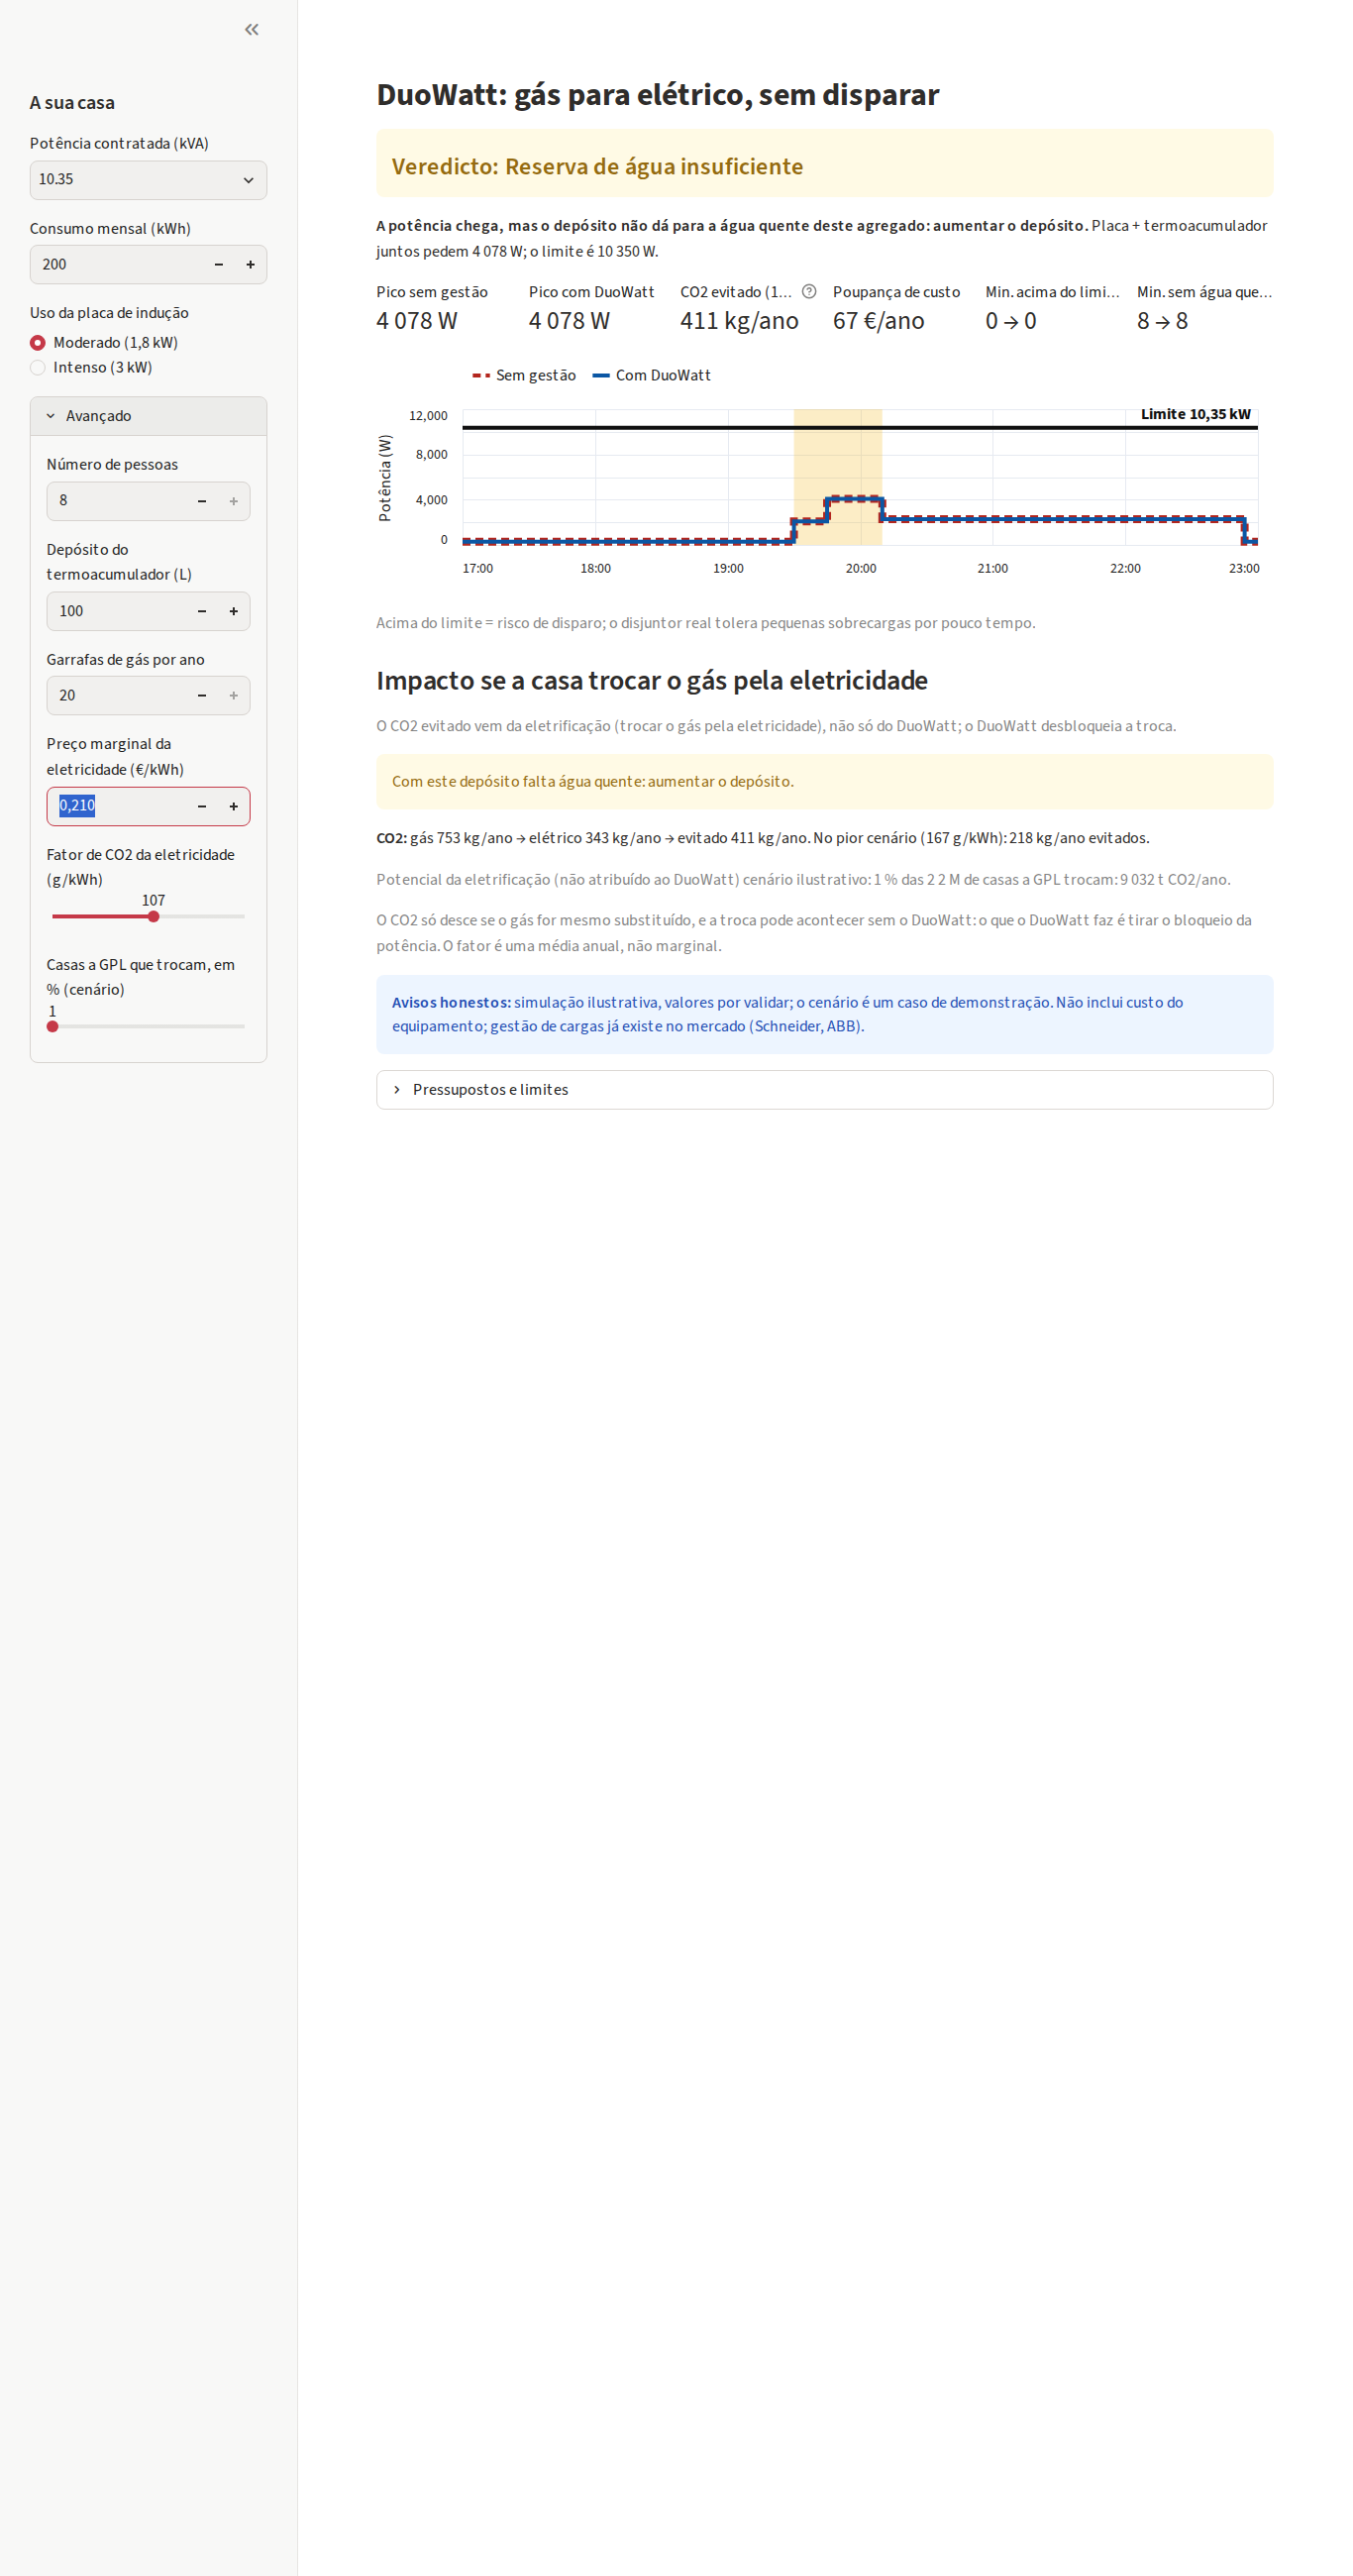 A sua casa
Potência contratada (kVA)
10.35
Consumo mensal (kWh)
200
Uso da placa de indução
Moderado (1,8 kW)
Intenso (3 kW)
Avançado
Número de pessoas
8
Depósito do
termoacumulador (L)
100
Garrafas de gás por ano
20
Preço marginal da
eletricidade (€/kWh)
0,210
Fator de CO2 da eletricidade
(g/kWh)
107
Casas a GPL que trocam, em
% (cenário)
1
DuoWatt: gás para elétrico, sem disparar
Veredicto: Reserva de água insuficiente
A potência chega, mas o depósito não dá para a água quente deste agregado: aumentar o depósito. Placa + termoacumulador
juntos pedem 4 078 W; o limite é 10 350 W.
Pico sem gestão
4 078 W
Pico com DuoWatt
4 078 W
CO2 evitado (1...
411 kg/ano
Poupança de custo
67 €/ano
Min. acima do limi...
0 → 0
Min. sem água que...
8 → 8
Sem gestão Com DuoWatt
Limite 10,35 kW
Potência (W)
12,000
8,000
4,000
0
17:00 18:00 19:00 20:00 21:00 22:00 23:00
Acima do limite = risco de disparo; o disjuntor real tolera pequenas sobrecargas por pouco tempo.
Impacto se a casa trocar o gás pela eletricidade
O CO2 evitado vem da eletrificação (trocar o gás pela eletricidade), não só do DuoWatt; o DuoWatt desbloqueia a troca.
Com este depósito falta água quente: aumentar o depósito.
CO2: gás 753 kg/ano → elétrico 343 kg/ano → evitado 411 kg/ano. No pior cenário (167 g/kWh): 218 kg/ano evitados.
Potencial da eletrificação (não atribuído ao DuoWatt) cenário ilustrativo: 1 % das 2 2 M de casas a GPL trocam: 9 032 t CO2/ano.
O CO2 só desce se o gás for mesmo substituído, e a troca pode acontecer sem o DuoWatt: o que o DuoWatt faz é tirar o bloqueio da
potência. O fator é uma média anual, não marginal.
Avisos honestos: simulação ilustrativa, valores por validar; o cenário é um caso de demonstração. Não inclui custo do
equipamento; gestão de cargas já existe no mercado (Schneider, ABB).
Pressupostos e limites